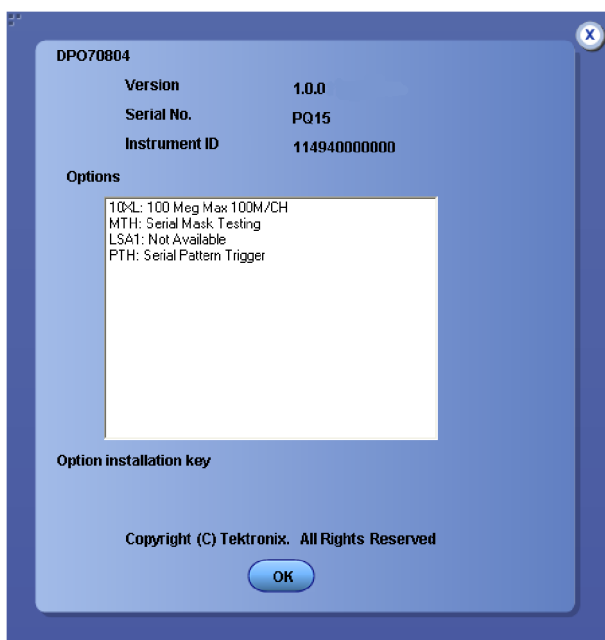 X
DPO70804
Version 1.0.0
Serial No. PQ15
Instrument ID 114940000000
Options
10XL: 100 Meg Max 100M/CH
MTH: Serial Mask Testing
LSA1: Not Available
PTH: Serial Pattern Trigger
Option installation key
Copyright (C) Tektronix. All Rights Reserved
OK